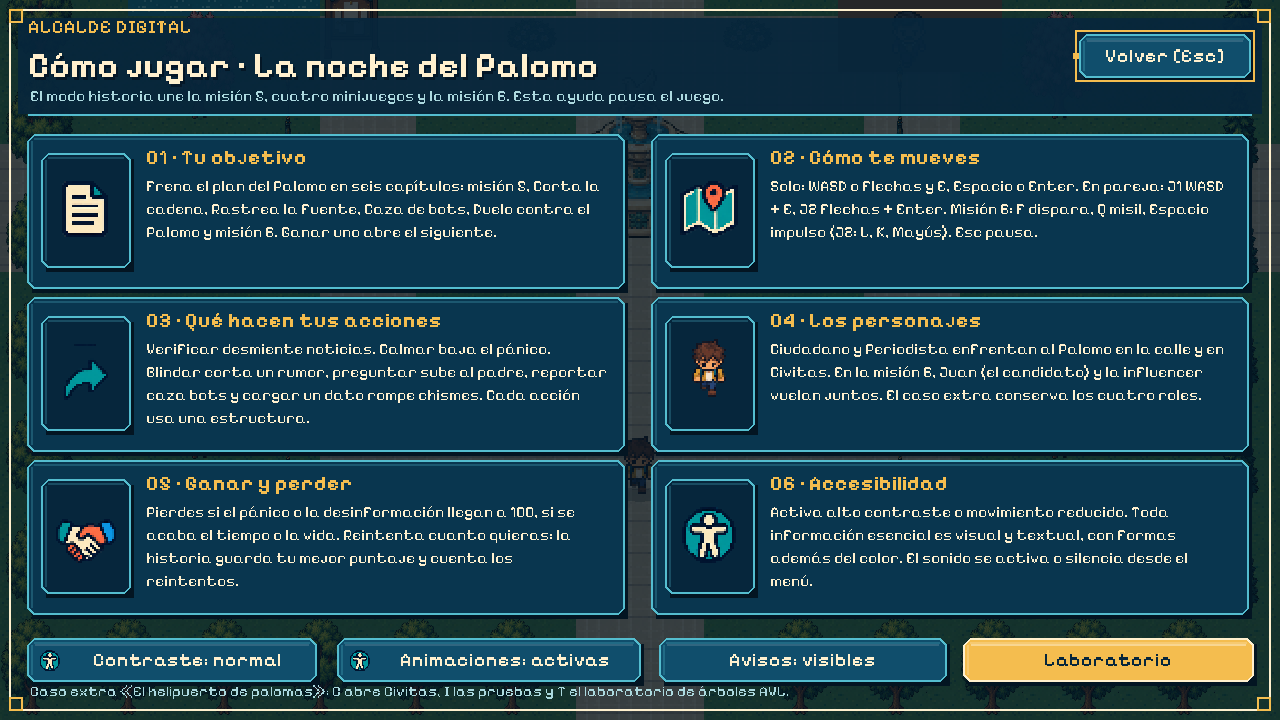 ALCALDE DIGITAL
Cómo jugar · La noche del Palomo
Volver (Esc)
El modo historia une la misión 5, cuatro minijuegos y la misión 6. Esta ayuda pausa el juego.
01 · Tu objetivo
Frena el plan del Palomo en seis capítulos: misión 5, Corta la
cadena, Rastrea la fuente, Caza de bots, Duelo contra el
Palomo y misión 6. Ganar uno abre el siguiente.
02 · Cómo te mueves
Solo: WASD o flechas y E, Espacio o Enter. En pareja: J1 WASD
+ E, J2 flechas + Enter. Misión 6: F dispara, Q misil, Espacio
impulso (J2: L, K, Mayús). Esc pausa.
03 · Qué hacen tus acciones
Verificar desmiente noticias. Calmar baja el pánico.
Blindar corta un rumor, preguntar sube al padre, reportar
caza bots y cargar un dato rompe chismes. Cada acción
usa una estructura.
04 · Los personajes
Ciudadano y Periodista enfrentan al Palomo en la calle y en
Civitas. En la misión 6, Juan (el candidato) y la influencer
vuelan juntos. El caso extra conserva los cuatro roles.
05 · Ganar y perder
Pierdes si el pánico o la desinformación llegan a 100, si se
acaba el tiempo o la vida. Reintenta cuanto quieras: la
historia guarda tu mejor puntaje y cuenta los
reintentos.
06 · Accesibilidad
Activa alto contraste o movimiento reducido. Toda
información esencial es visual y textual, con formas
además del color. El sonido se activa o silencia desde el
menú.
Contraste: normal
Animaciones: activas
Avisos: visibles
Laboratorio
Caso extra «El helipuerto de palomas»: C abre Civitas, I las pruebas y T el laboratorio de árboles AVL.